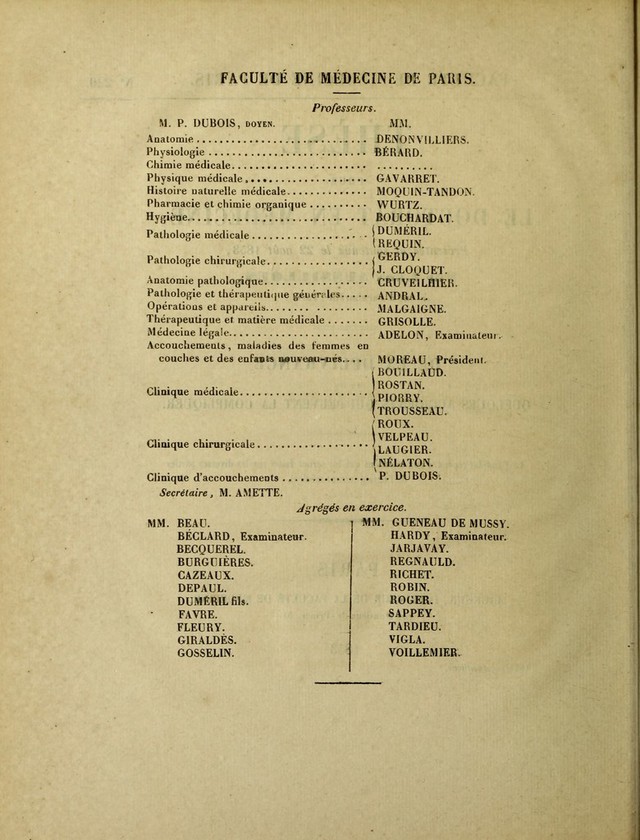 FACULTÉ DE MÉDECINE DE PARIS.
Professeurs.
M. P. DUBOIS, DOYEN. MM.
Anatomie............................ DENONVILLIERS.
Physiologie.......................... BÉRARD.
Chimie médicale..................... .........
Physique médicale.................... GAVARRET.
Histoire naturelle médicale............. MOQUIN-TANDON.
Pharmacie et chimie organique......... WURTZ.
Hygiène............................. BOUCHARDAT.
Pathologie médicale.................. DUMÉRIL.
REQUIN.
Pathologie chirurgicale................ GERDY.
J. CLOQUET.
Anatomie pathologique................ CRUVEILHIER.
Pathologie et thérapeutique générales..... ANDRAL.
Opérations et appareils................ MALGAIGNE.
Thérapeutique et matière médicale....... GRISOLLE.
Médecine légale...................... ADELON, Examinateur.
Accouchements, maladies des femmes en
couches et des enfants nouveau-nés.... MOREAU, Président.
Clinique médicale.................... BOUILLAUD.
ROSTAN.
PIORRY.
TROUSSEAU.
Clinique chirurgicale.................. ROUX.
VELPEAU.
LAUGIER.
NÉLATON.
Clinique d'accouchements.............. P. DUBOIS.
Secrétaire, M. AMETTE.
Agrégés en exercice.
MM. BEAU.
BÉCLARD, Examinateur.
BECQUEREL.
BURGUIÈRES.
CAZEAUX.
DEPAUL.
DUMÉRIL fils.
FAVRE.
FLEURY.
GIRALDÈS.
GOSSELIN.
MM. GUENEAU DE MUSSY.
HARDY, Examinateur.
JARJAVAY.
REGNAULD.
RICHET.
ROBIN.
ROGER.
SAPPEY.
TARDIEU.
VIGLA.
VOILLEMIER.